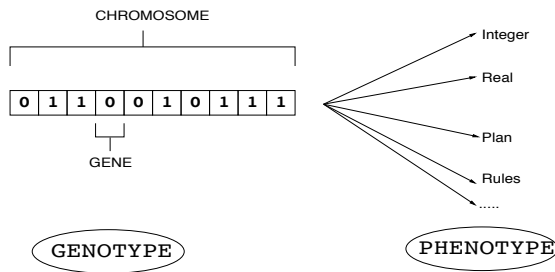 CHROMOSOME
0 1 1 0 0 1 0 1 1 1
GENE
GENOTYPE
Integer
Real
Plan
Rules
.....
PHENOTYPE